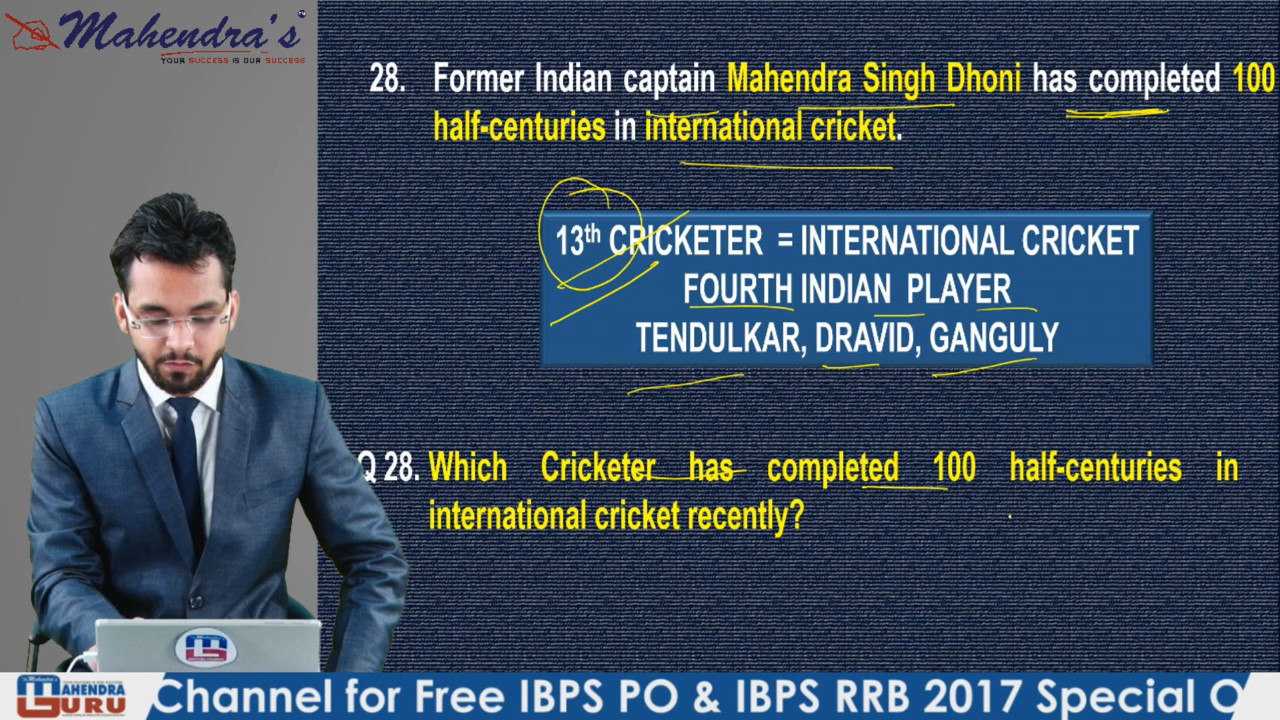 Mahendra's
YOUR SUCCESS IS OUR SUCCESS
28. Former Indian captain Mahendra Singh Dhoni has completed 100
half-centuries in international cricket.
13th CRICKETER = INTERNATIONAL CRICKET
FOURTH INDIAN PLAYER
TENDULKAR, DRAVID, GANGULY
Q 28. Which Cricketer has completed 100 half-centuries in
international cricket recently?
MAHENDRA
GURU
Channel for Free IBPS PO & IBPS RRB 2017 Special